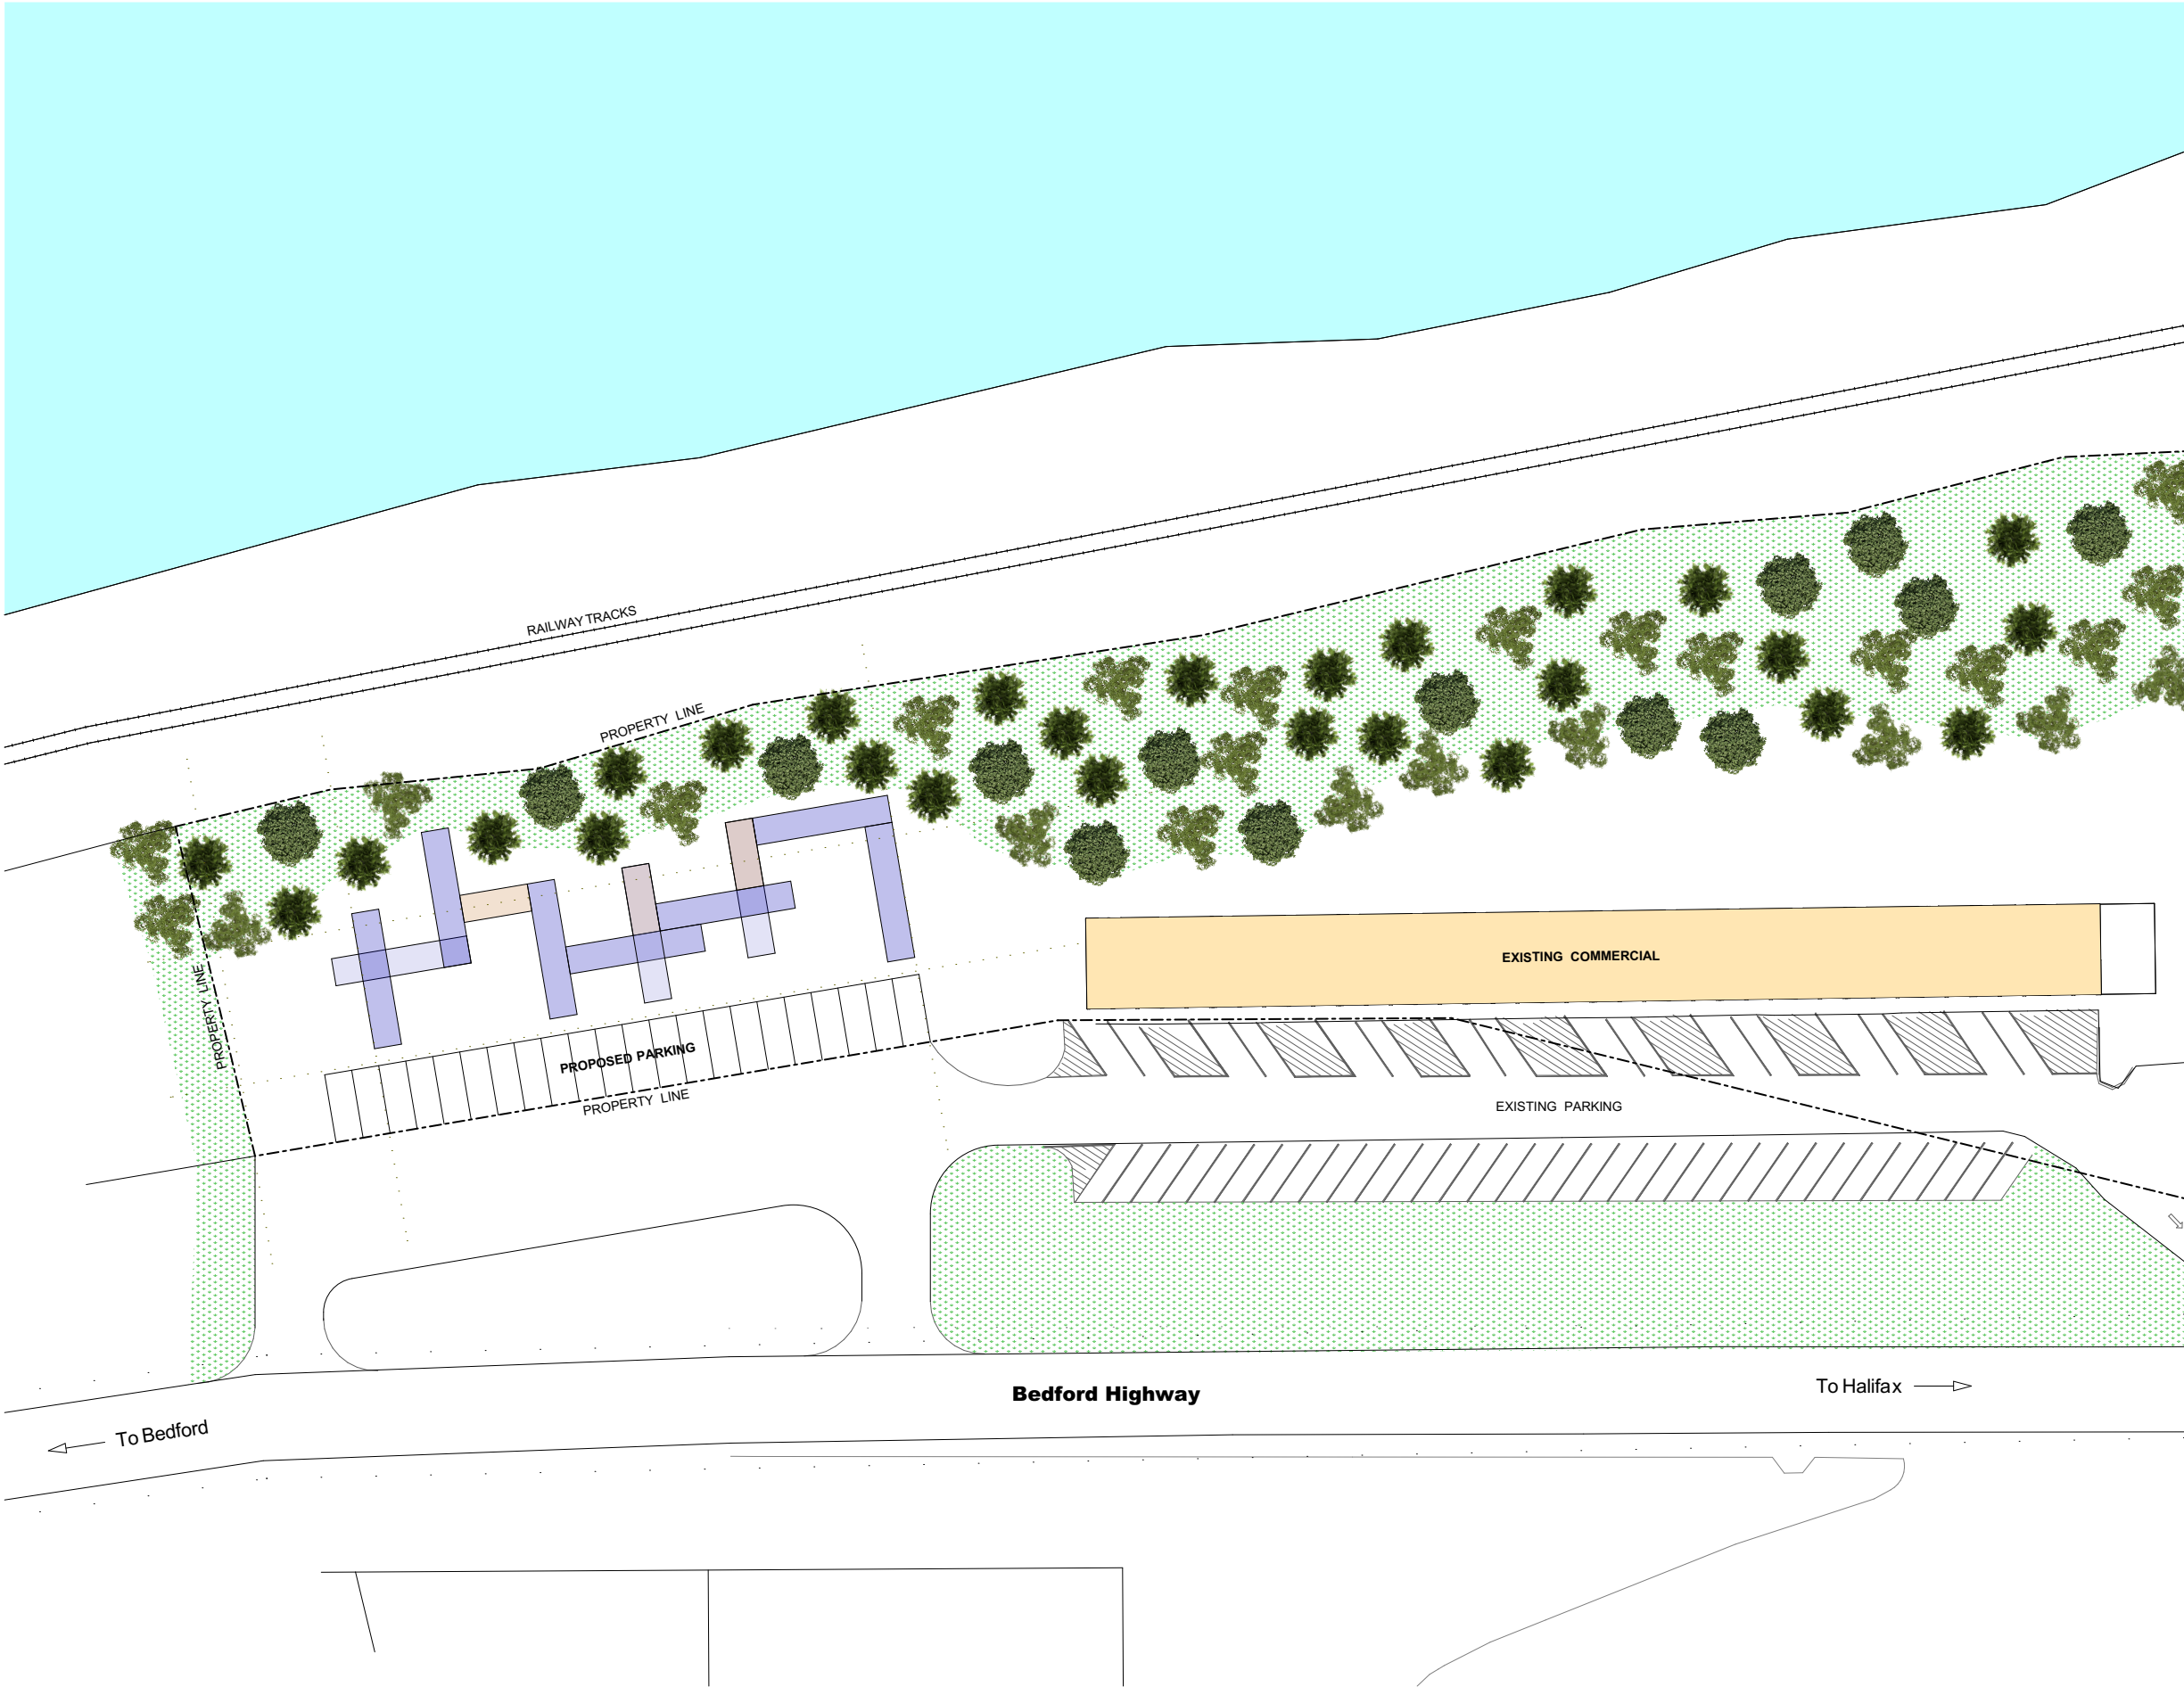 RAILWAY TRACKS
PROPERTY LINE
PROPERTY LINE
EXISTING COMMERCIAL
PROPOSED PARKING
PROPERTY LINE
EXISTING PARKING
Bedford Highway
To Halifax
To Bedford